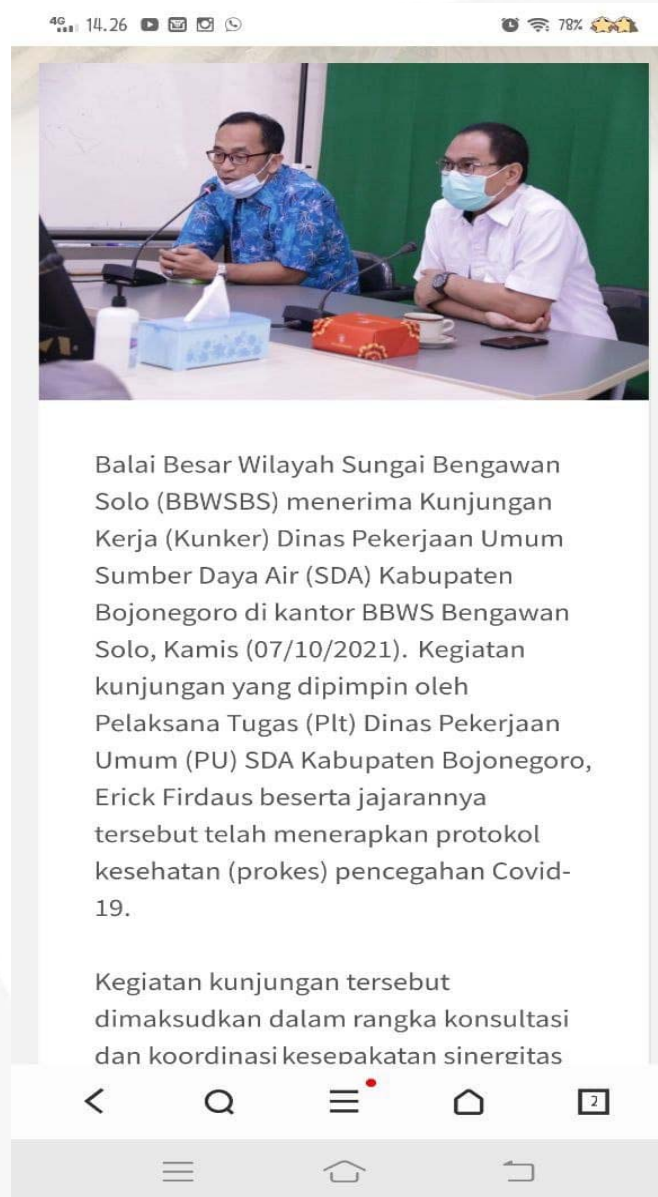 4G 14.26 78%
Balai Besar Wilayah Sungai Bengawan
Solo (BBWSBS) menerima Kunjungan
Kerja (Kunker) Dinas Pekerjaan Umum
Sumber Daya Air (SDA) Kabupaten
Bojonegoro di kantor BBWS Bengawan
Solo, Kamis (07/10/2021). Kegiatan
kunjungan yang dipimpin oleh
Pelaksana Tugas (Plt) Dinas Pekerjaan
Umum (PU) SDA Kabupaten Bojonegoro,
Erick Firdaus beserta jajarannya
tersebut telah menerapkan protokol
kesehatan (prokes) pencegahan Covid-
19.
Kegiatan kunjungan tersebut
dimaksudkan dalam rangka konsultasi
dan koordinasi kesepakatan sinergitas
2